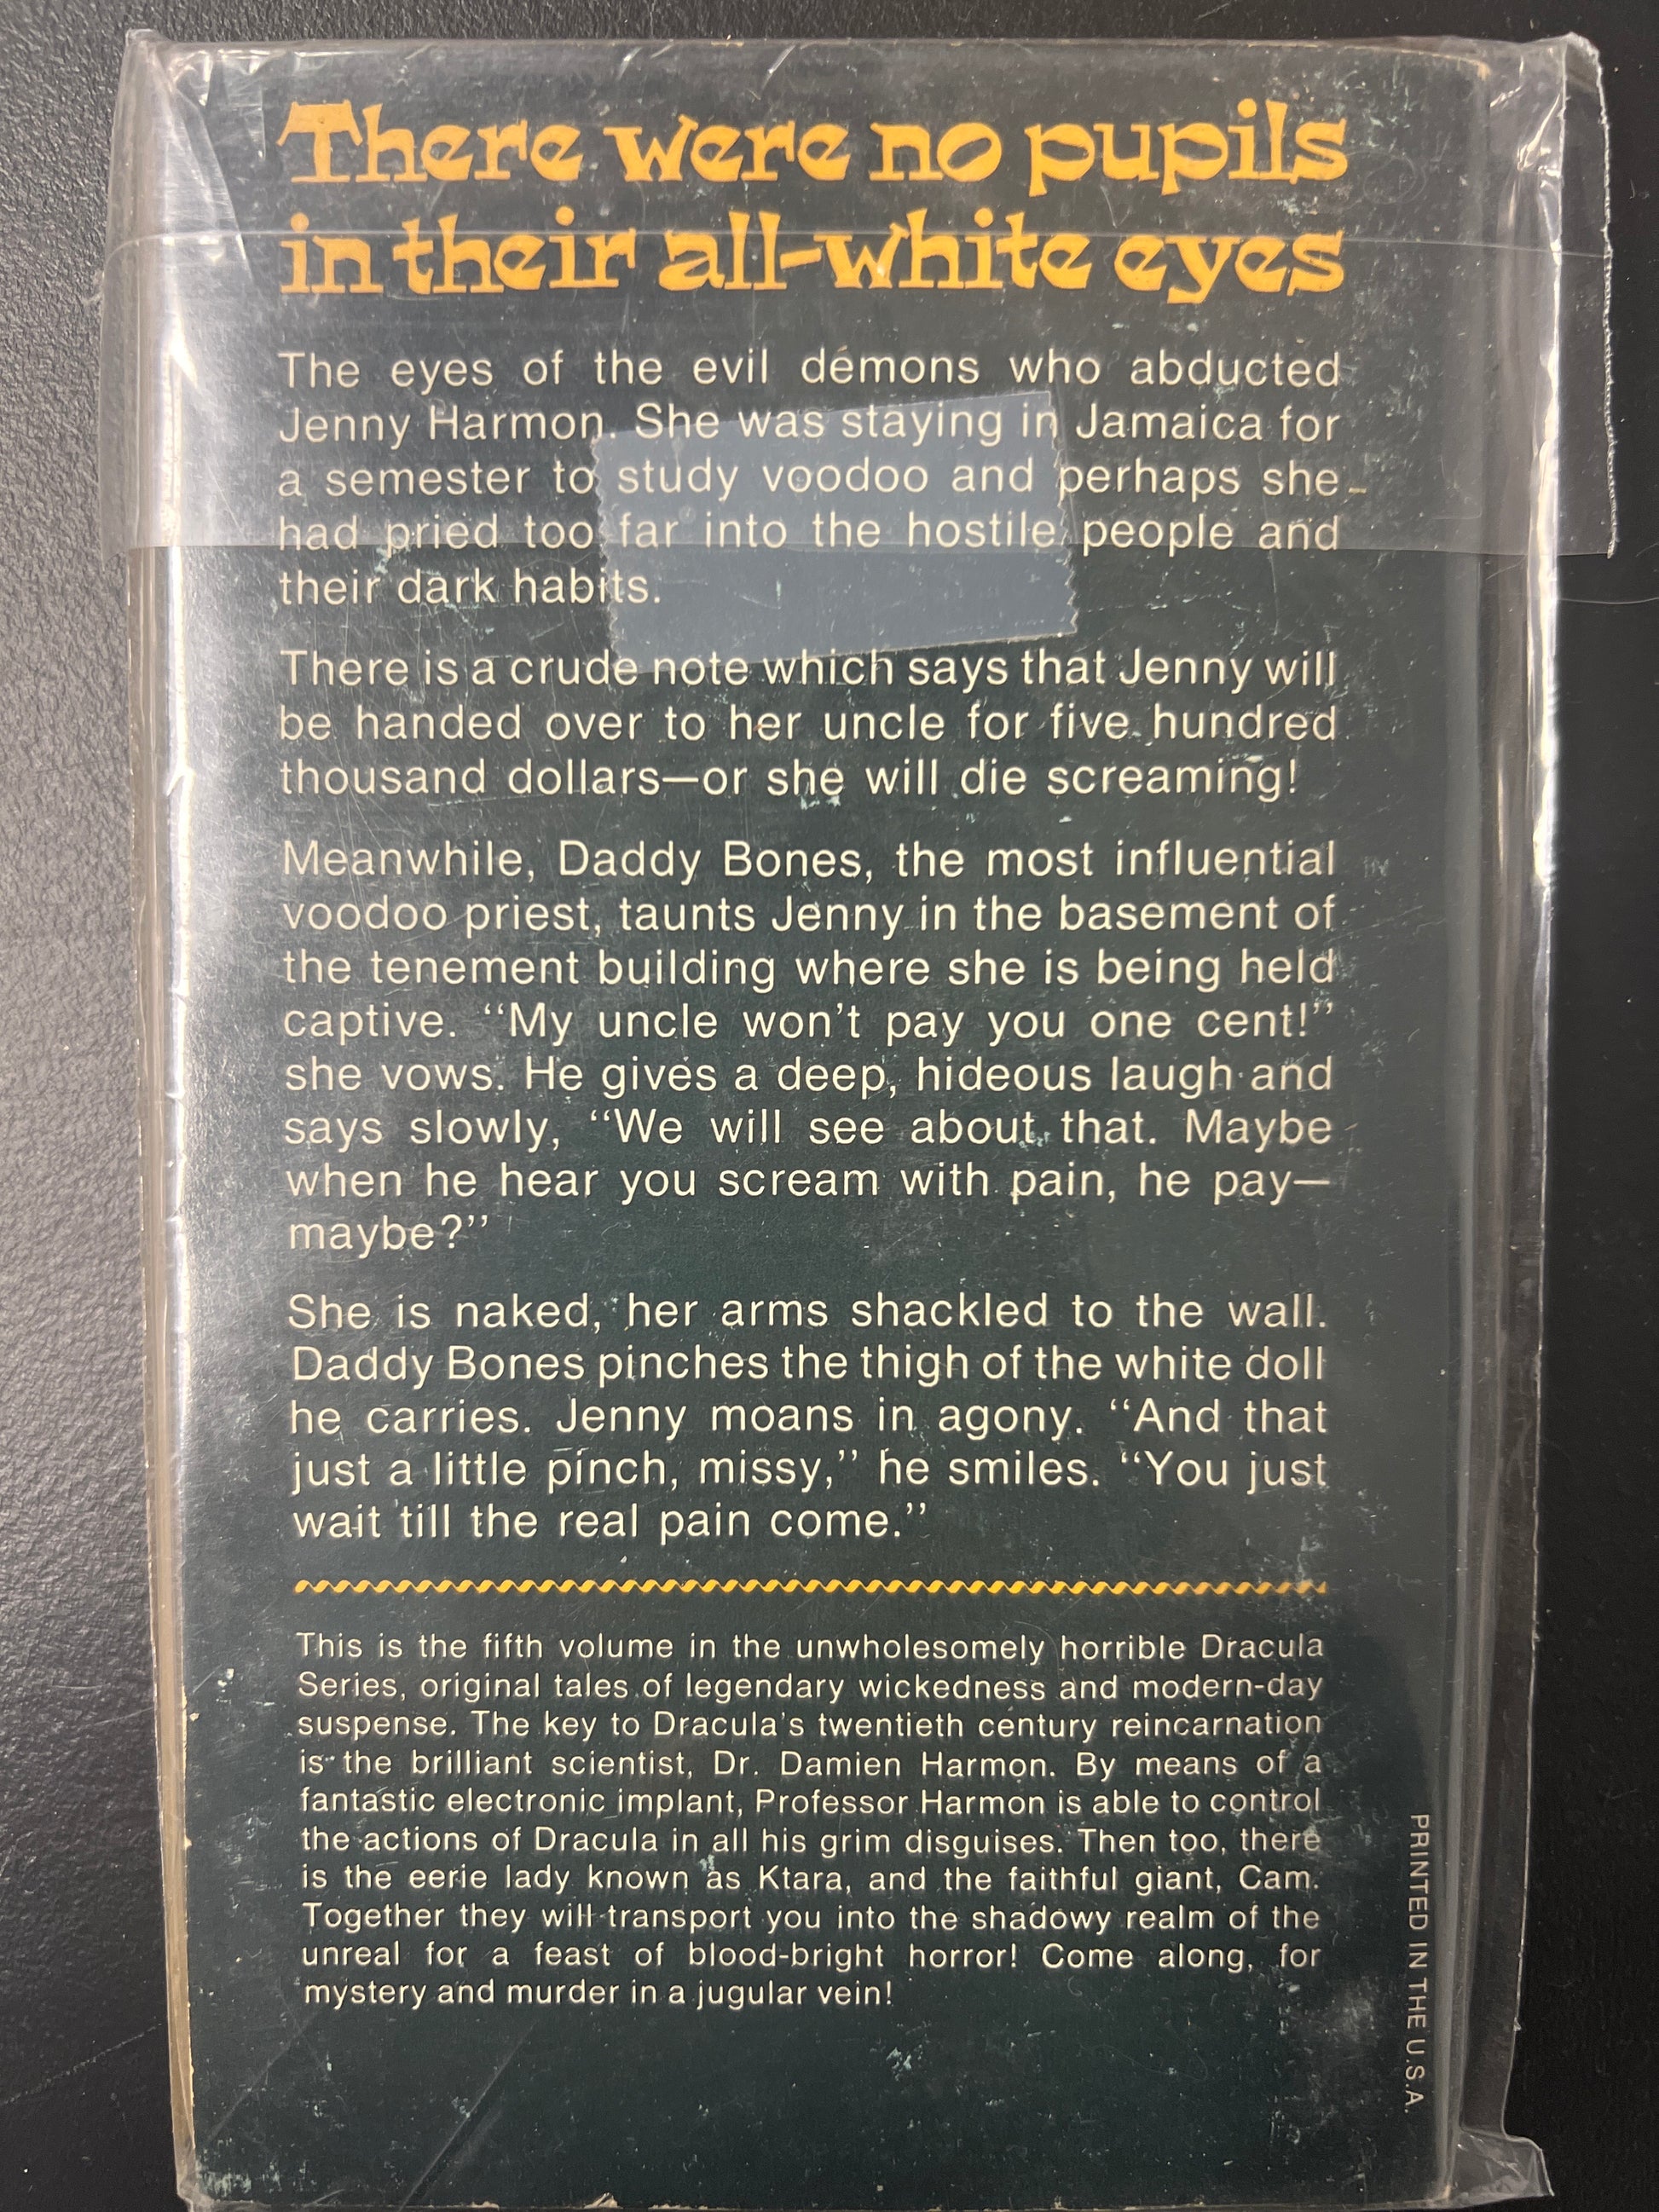 There were no pupils
in their all-white eyes
The eyes of the evil demons who abducted
Jenny Harmon. She was staying in Jamaica for
a semester to study voodoo and perhaps she
had pried too far into the hostile people and
their dark habits.
There is a crude note which says that Jenny will
be handed over to her uncle for five hundred
thousand dollars—or she will die screaming!
Meanwhile, Daddy Bones, the most influential
voodoo priest, taunts Jenny in the basement of
the tenement building where she is being held
captive. “My uncle won’t pay you one cent!”
she vows. He gives a deep, hideous laugh and
says slowly, “We will see about that. Maybe
when he hear you scream with pain, he pay—
maybe?”
She is naked, her arms shackled to the wall.
Daddy Bones pinches the thigh of the white doll
he carries. Jenny moans in agony. “And that
just a little pinch, missy,” he smiles. “You just
wait till the real pain come.”
This is the fifth volume in the unwholesomely horrible Dracula
Series, original tales of legendary wickedness and modern-day
suspense. The key to Dracula’s twentieth century reincarnation
is the brilliant scientist, Dr. Damien Harmon. By means of a
fantastic electronic implant, Professor Harmon is able to control
the actions of Dracula in all his grim disguises. Then too, there
is the eerie lady known as Ktara, and the faithful giant, Cam.
Together they will transport you into the shadowy realm of the
unreal for a feast of blood-bright horror! Come along, for
mystery and murder in a jugular vein!
PRINTED IN THE U.S.A.